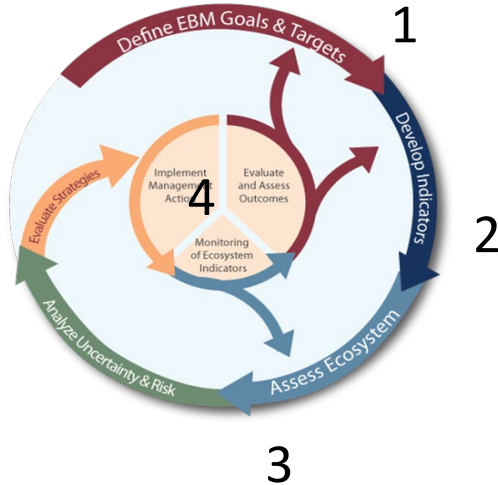 Define EBM Goals & Targets
1
Develop Indicators
2
Assess Ecosystem
3
Analyze Uncertainty & Risk
Evaluate Strategies
Implement
Management
Action
4
Evaluate
and Assess
Outcomes
Monitoring
of Ecosystem
Indicators